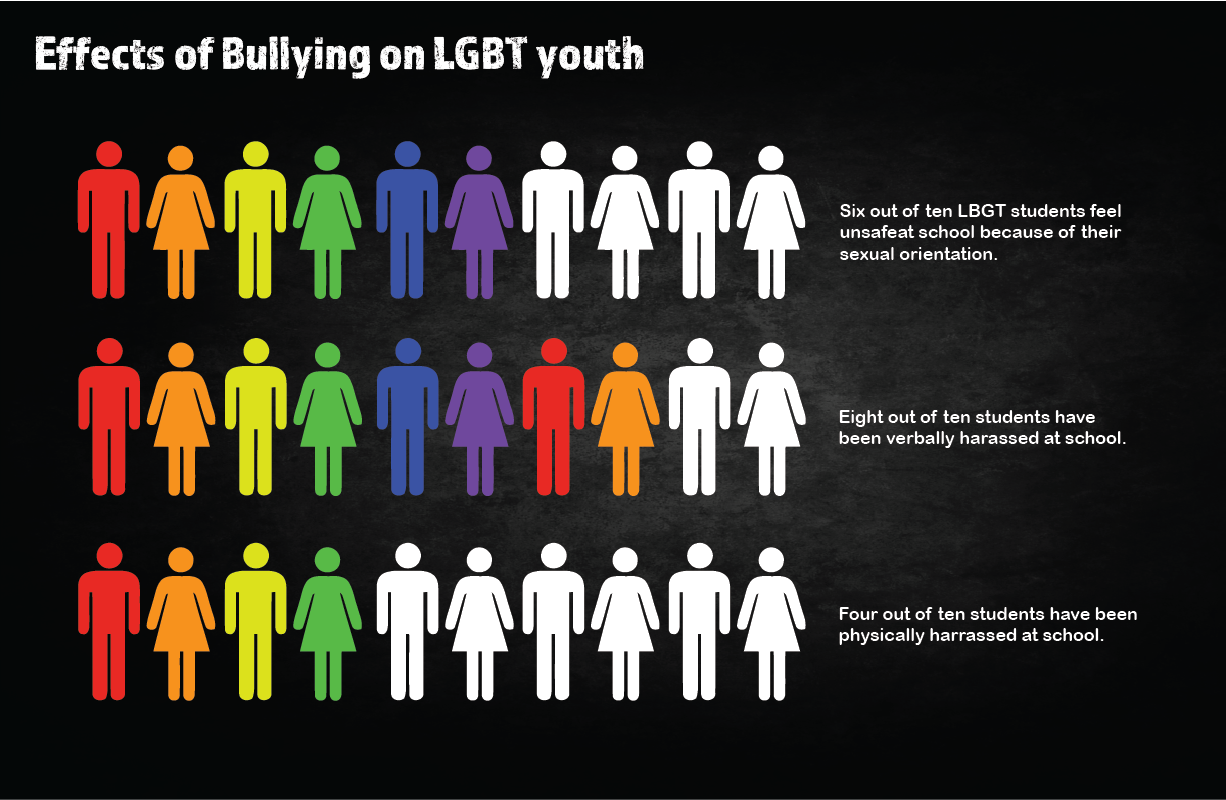 Effects of Bullying on LGBT youth
Six out of ten LBGT students feel
unsafeat school because of their
sexual orientation.
Eight out of ten students have
been verbally harassed at school.
Four out of ten students have been
physically harrassed at school.